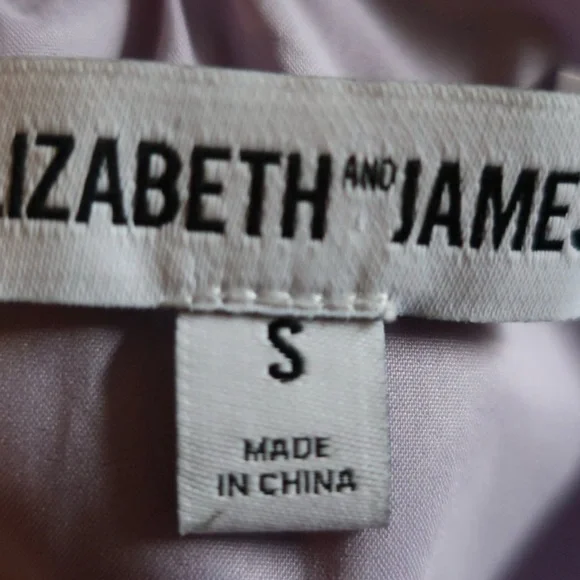 LIZABETH AND JAMES
S
MADE
IN CHINA